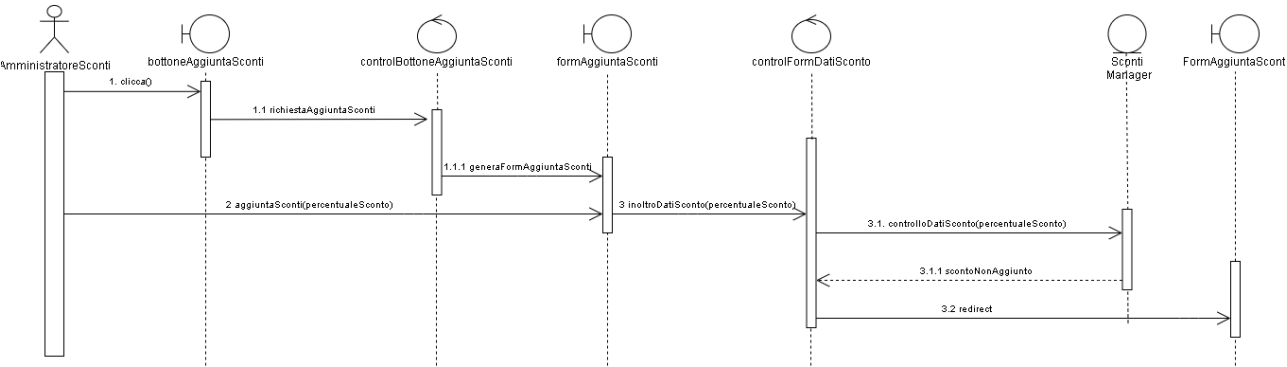 AmministratoreSconti
bottoneAggiuntaSconti
controlBottoneAggiuntaSconti
formAggiuntaSconti
controlFormDatiSconto
Sconti
Manager
FormAggiuntaScont
1. clicca()
1.1 richiestaAggiuntaSconti
1.1.1 generaFormAggiuntaSconti
2 aggiuntaSconti(percentualeSconto)
3 inoltroDatiSconto(percentualeSconto)
3.1. controlloDatiSconto(percentualeSconto)
3.1.1 scontoNonAggiunto
3.2 redirect